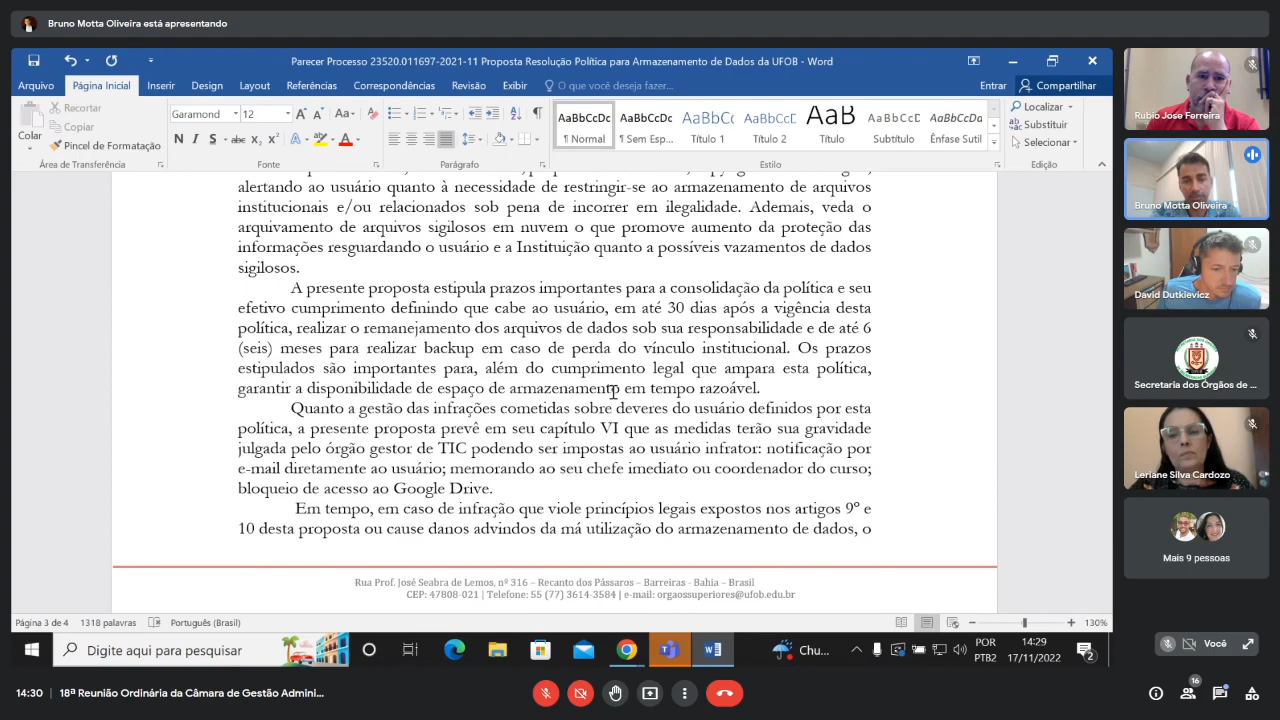 Bruno Motta Oliveira está apresentando
Parecer Processo 23520.011697-2021-11 Proposta Resolução Política para Armazenamento de Dados da UFOB - Word
Arquivo Página Inicial Inserir Design Layout Referências Correspondências Revisão Exibir O que você deseja fazer... Entrar Compartilhar
Colar
Recortar
Copiar
Pincel de Formatação
Área de Transferência
Garamond 12
N I S abc x₂ x²
Fonte
Parágrafo
AaBbCcDc AaBbCcDc AaBbCc AaBbCcD AaB AaBbCcD AaBbCcDa
¶ Normal ¶ Sem Esp... Título 1 Título 2 Título Subtítulo Ênfase Sutil
Estilo
Localizar
Substituir
Selecionar
Edição
alertando ao usuário quanto à necessidade de restringir-se ao armazenamento de arquivos
institucionais e/ou relacionados sob pena de incorrer em ilegalidade. Ademais, veda o
arquivamento de arquivos sigilosos em nuvem o que promove aumento da proteção das
informações resguardando o usuário e a Instituição quanto a possíveis vazamentos de dados
sigilosos.
A presente proposta estipula prazos importantes para a consolidação da política e seu
efetivo cumprimento definindo que cabe ao usuário, em até 30 dias após a vigência desta
política, realizar o remanejamento dos arquivos de dados sob sua responsabilidade e de até 6
(seis) meses para realizar backup em caso de perda do vínculo institucional. Os prazos
estipulados são importantes para, além do cumprimento legal que ampara esta política,
garantir a disponibilidade de espaço de armazenamento em tempo razoável.
Quanto a gestão das infrações cometidas sobre deveres do usuário definidos por esta
política, a presente proposta prevê em seu capítulo VI que as medidas terão sua gravidade
julgada pelo órgão gestor de TIC podendo ser impostas ao usuário infrator: notificação por
e-mail diretamente ao usuário; memorando ao seu chefe imediato ou coordenador do curso;
bloqueio de acesso ao Google Drive.
Em tempo, em caso de infração que viole princípios legais expostos nos artigos 9º e
10 desta proposta ou cause danos advindos da má utilização do armazenamento de dados, o
Rua Prof. José Seabra de Lemos, nº 316 – Recanto dos Pássaros – Barreiras - Bahia – Brasil
CEP: 47808-021 | Telefone: 55 (77) 3614-3584 | e-mail: orgaossuperiores@ufob.edu.br
Página 3 de 4 1318 palavras Português (Brasil) 130%
Digite aqui para pesquisar
Chu...
POR
PTB2
14:29
17/11/2022
2
Rubio Jose Ferreira
Bruno Motta Oliveira
David Dutkievicz
Secretaria dos Órgãos de ...
Leriane Silva Cardozo
Mais 9 pessoas
Você
14:30 18ª Reunião Ordinária da Câmara de Gestão Admini...
16